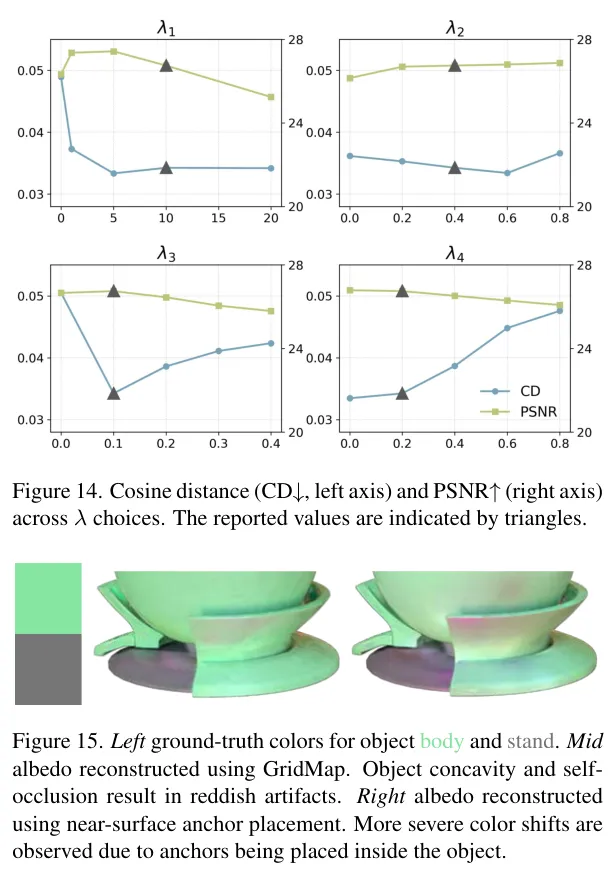 λ1
λ2
0.05
0.04
0.03
28
24
20
0 5 10 15 20
0.05
0.04
0.03
28
24
20
0.0 0.2 0.4 0.6 0.8
λ3
λ4
0.05
0.04
0.03
28
24
20
0.0 0.1 0.2 0.3 0.4
0.05
0.04
0.03
28
24
20
0.0 0.2 0.4 0.6 0.8
CD
PSNR
Figure 14. Cosine distance (CD↓, left axis) and PSNR↑ (right axis)
across λ choices. The reported values are indicated by triangles.
Figure 15. Left ground-truth colors for object body and stand. Mid
albedo reconstructed using GridMap. Object concavity and self-
occlusion result in reddish artifacts. Right albedo reconstructed
using near-surface anchor placement. More severe color shifts are
observed due to anchors being placed inside the object.